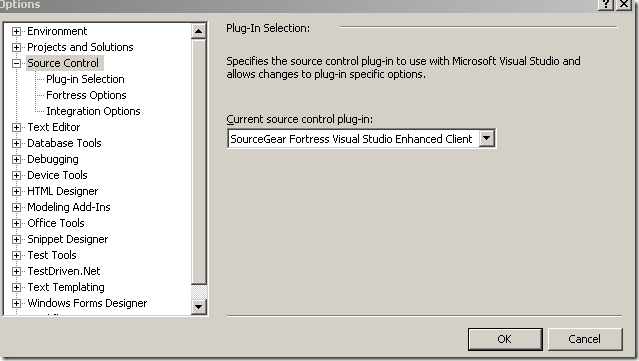 Options
Environment
Projects and Solutions
Source Control
Plug-in Selection
Fortress Options
Integration Options
Text Editor
Database Tools
Debugging
Device Tools
HTML Designer
Modeling Add-Ins
Office Tools
Snippet Designer
Test Tools
TestDriven.Net
Text Templating
Windows Forms Designer
Plug-In Selection:
Specifies the source control plug-in to use with Microsoft Visual Studio and
allows changes to plug-in specific options.
Current source control plug-in:
SourceGear Fortress Visual Studio Enhanced Client
OK
Cancel